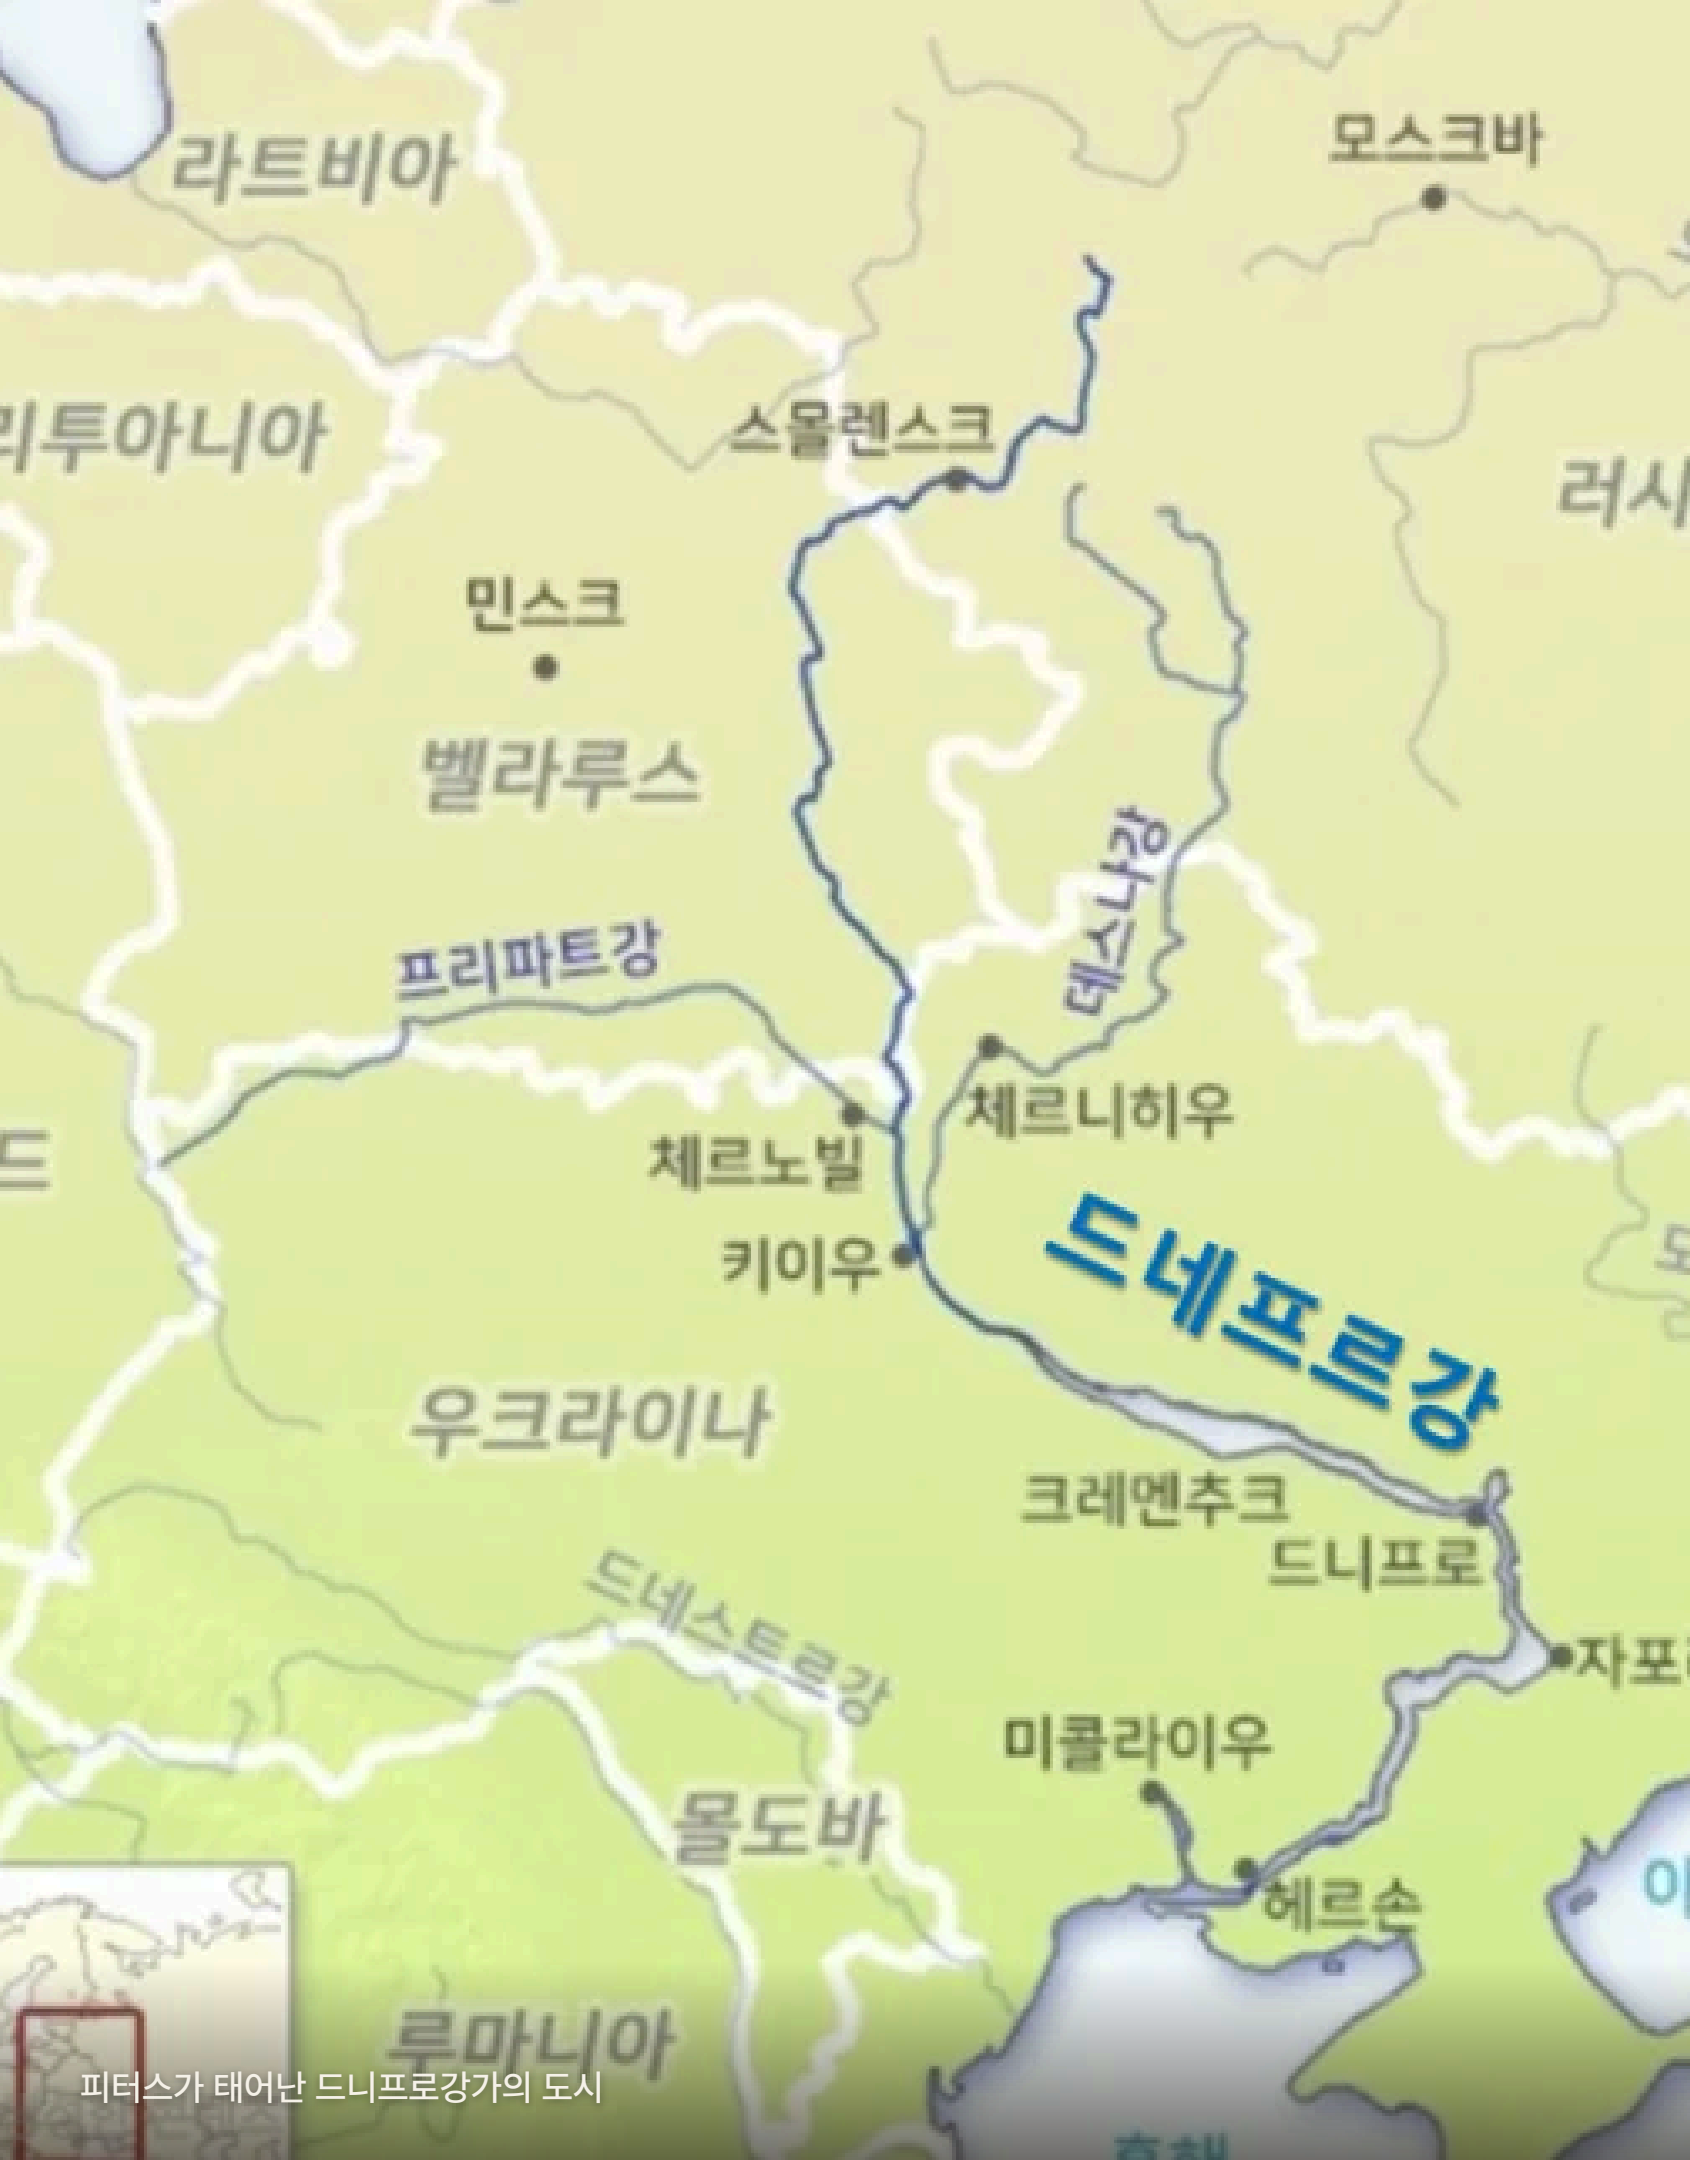 모스크바
라트비아
스몰렌스크
리투아니아
러시
민스크
벨라루스
데스나강
프리파트강
체르니히우
드
체르노빌
키이우
드네프르강
우크라이나
크레멘추크
드니프로
드네스트르강
자포
미콜라이우
몰도바
헤르손
루마니아
피터스가 태어난 드니프로강가의 도시
흑해